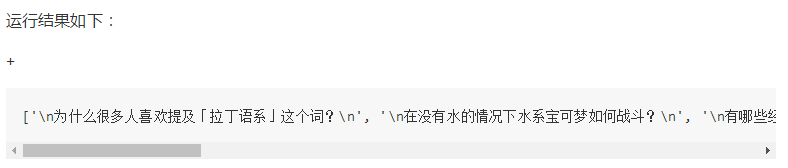 运行结果如下：
+
['\n为什么很多人喜欢提及「拉丁语系」这个词？\n', '\n在没有水的情况下水系宝可梦如何战斗？\n', '\n有哪些经